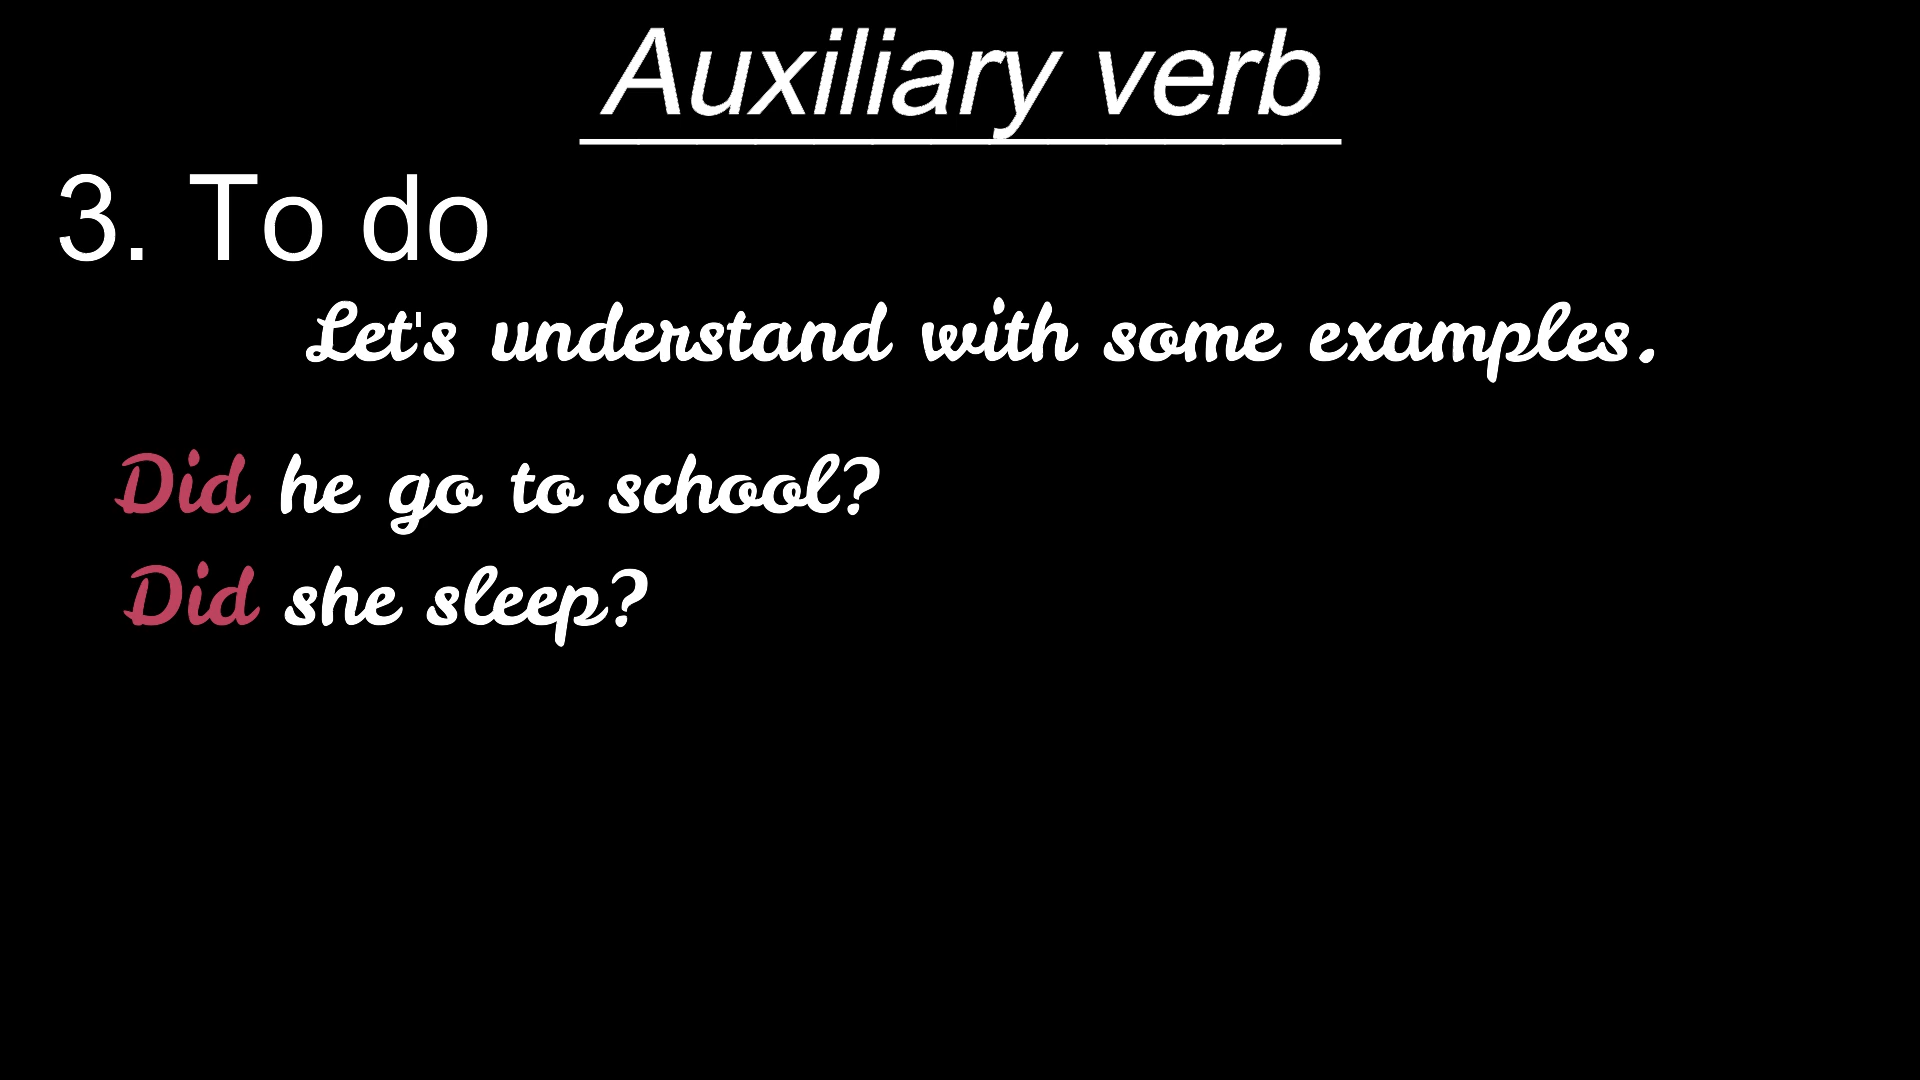 Auxiliary verb
3. To do
Let's understand with some examples.
Did he go to school?
Did she sleep?